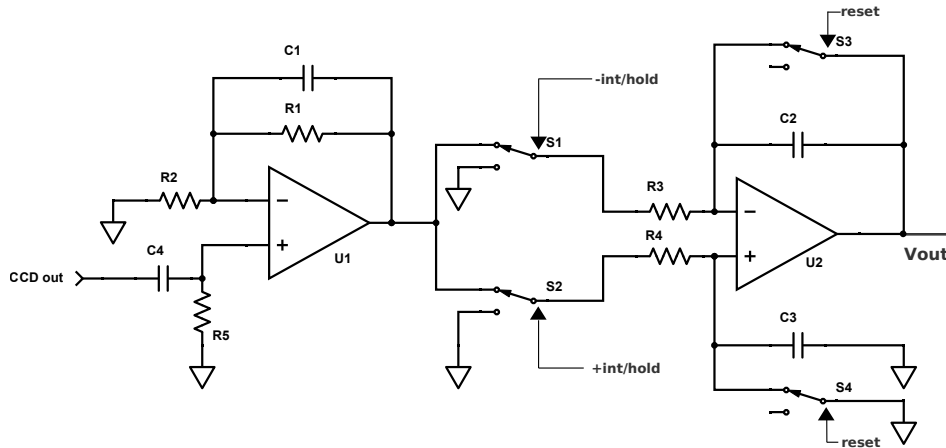 reset
S3
C1
-int/hold
R1
C2
S1
R2
R3
−
−
R4
+
+
U1
C4
U2
Vout
CCD out
S2
C3
R5
+int/hold
S4
reset